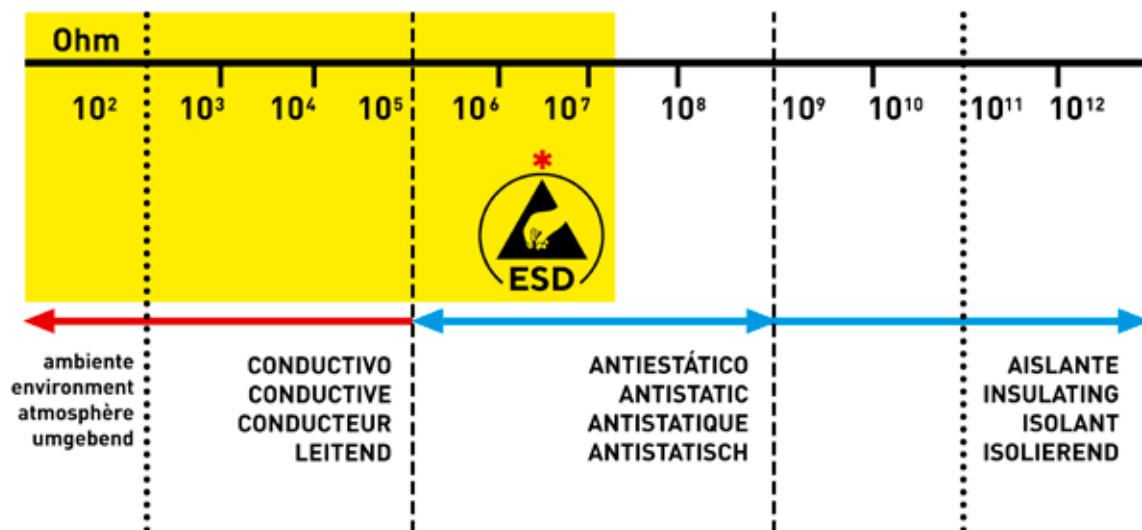 Ohm
10² 10³ 10⁴ 10⁵ 10⁶ 10⁷ 10⁸ 10⁹ 10¹⁰ 10¹¹ 10¹²
*
ESD
ambiente
environment
atmosphère
umgebend
CONDUCTIVO
CONDUCTIVE
CONDUCTEUR
LEITEND
ANTIESTÁTICO
ANTISTATIC
ANTISTATIQUE
ANTISTATISCH
AISLANTE
INSULATING
ISOLANT
ISOLIEREND